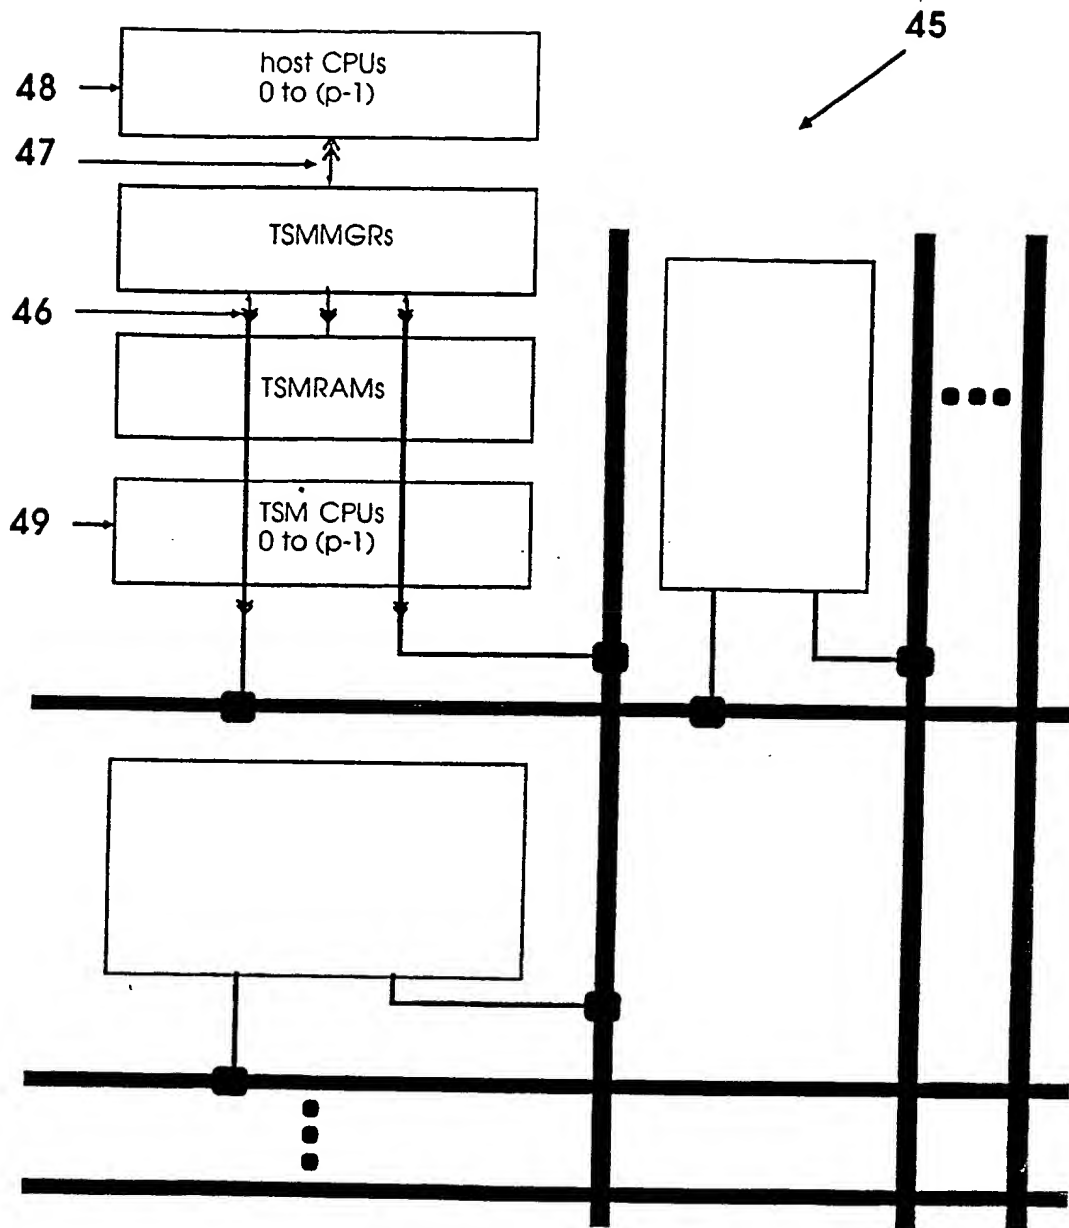 45
48
host CPUs
0 to (p-1)
47
TSMMGRs
46
TSMRAMs
49
TSM CPUs
0 to (p-1)